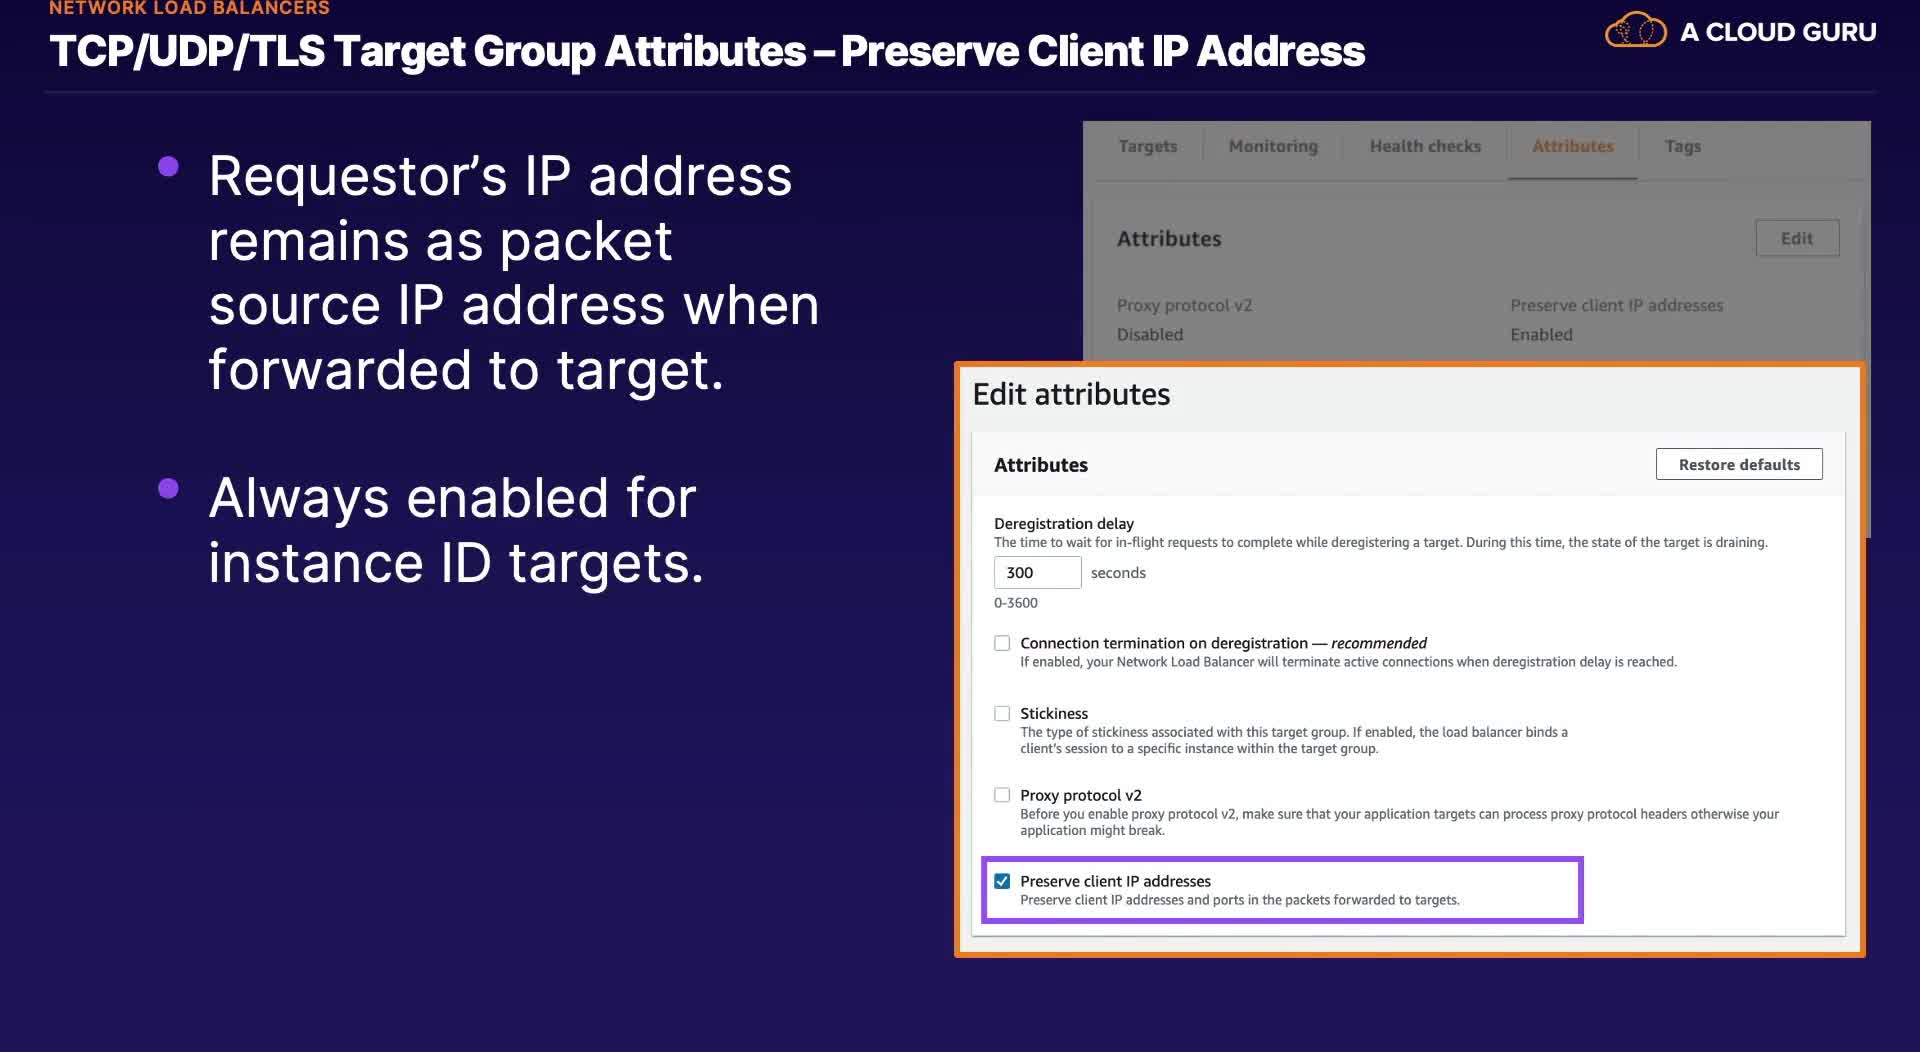 NETWORK LOAD BALANCERS
TCP/UDP/TLS Target Group Attributes – Preserve Client IP Address
A CLOUD GURU
Requestor’s IP address
remains as packet
source IP address when
forwarded to target.
Always enabled for
instance ID targets.
Targets
Monitoring
Health checks
Attributes
Tags
Attributes
Edit
Proxy protocol v2
Preserve client IP addresses
Disabled
Enabled
Edit attributes
Attributes
Restore defaults
Deregistration delay
The time to wait for in-flight requests to complete while deregistering a target. During this time, the state of the target is draining.
300
seconds
0-3600
Connection termination on deregistration — recommended
If enabled, your Network Load Balancer will terminate active connections when deregistration delay is reached.
Stickiness
The type of stickiness associated with this target group. If enabled, the load balancer binds a
client's session to a specific instance within the target group.
Proxy protocol v2
Before you enable proxy protocol v2, make sure that your application targets can process proxy protocol headers otherwise your
application might break.
Preserve client IP addresses
Preserve client IP addresses and ports in the packets forwarded to targets.